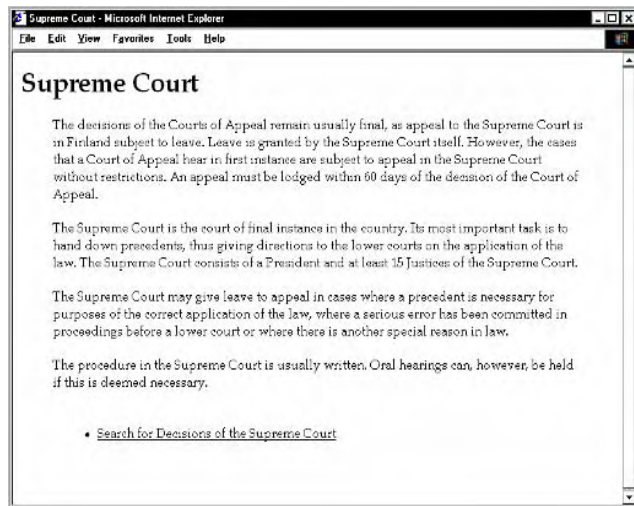 Supreme Court - Microsoft Internet Explorer
File Edit View Favorites Tools Help
Supreme Court
The decisions of the Courts of Appeal remain usually final, as appeal to the Supreme Court is
in Finland subject to leave. Leave is granted by the Supreme Court itself. However, the cases
that a Court of Appeal hear in first instance are subject to appeal in the Supreme Court
without restrictions. An appeal must be lodged within 60 days of the decision of the Court of
Appeal.
The Supreme Court is the court of final instance in the country. Its most important task is to
hand down precedents, thus giving directions to the lower courts on the application of the
law. The Supreme Court consists of a President and at least 15 Justices of the Supreme Court.
The Supreme Court may give leave to appeal in cases where a precedent is necessary for
purposes of the correct application of the law, where a serious error has been committed in
proceedings before a lower court or where there is another special reason in law.
The procedure in the Supreme Court is usually written. Oral hearings can, however, be held
if this is deemed necessary.
• Search for Decisions of the Supreme Court